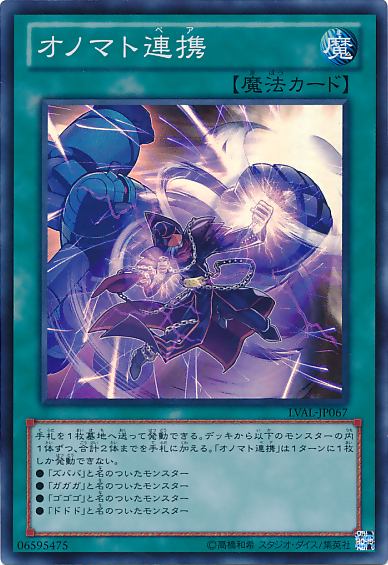 オノマト連携
ペア
魔
【魔法カード】
LVAL-JP067
手札を1枚墓地へ送って発動できる。デッキから以下のモンスターの内
1体ずつ、合計2体までを手札にかえる。「オノマト連携」は1ターンに1枚
しか発動できない。
●「ズババ」と名のついたモンスター
●「ガガガ」と名のついたモンスター
●「ゴゴゴ」と名のついたモンスター
●「ドドド」と名のついたモンスター
06595475
©高橋和希 スタジオ・ダイス/集英社